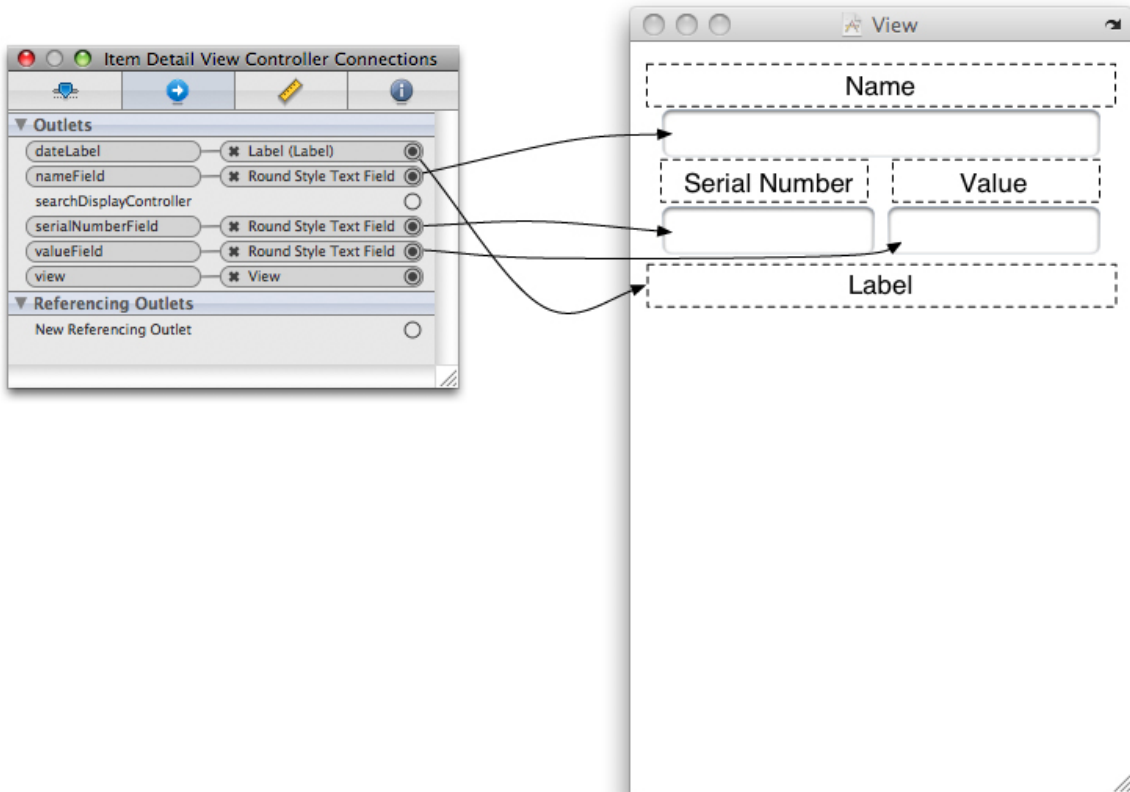 Item Detail View Controller Connections
Outlets
dateLabel Label (Label)
nameField Round Style Text Field
searchDisplayController
serialNumberField Round Style Text Field
valueField Round Style Text Field
view View
Referencing Outlets
New Referencing Outlet
View
Name
Serial Number Value
Label